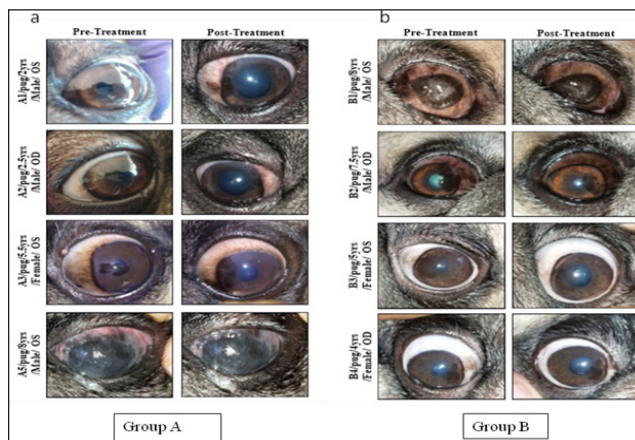 a
Pre-Treatment Post-Treatment
A1/pug/2yrs
/Male/ OS
A2/pug/2.5yrs
/Male/ OD
A3/pug/5.5yrs
/Female/ OS
A5/pug/8yrs
/Male/ OS
Group A
b
Pre-Treatment Post-Treatment
B1/pug/8yrs
/Male/ OS
B2/pug/7.5yrs
/Male/ OD
B3/pug/5yrs
/Female/ OS
B4/pug/4yrs
/Female/ OD
Group B